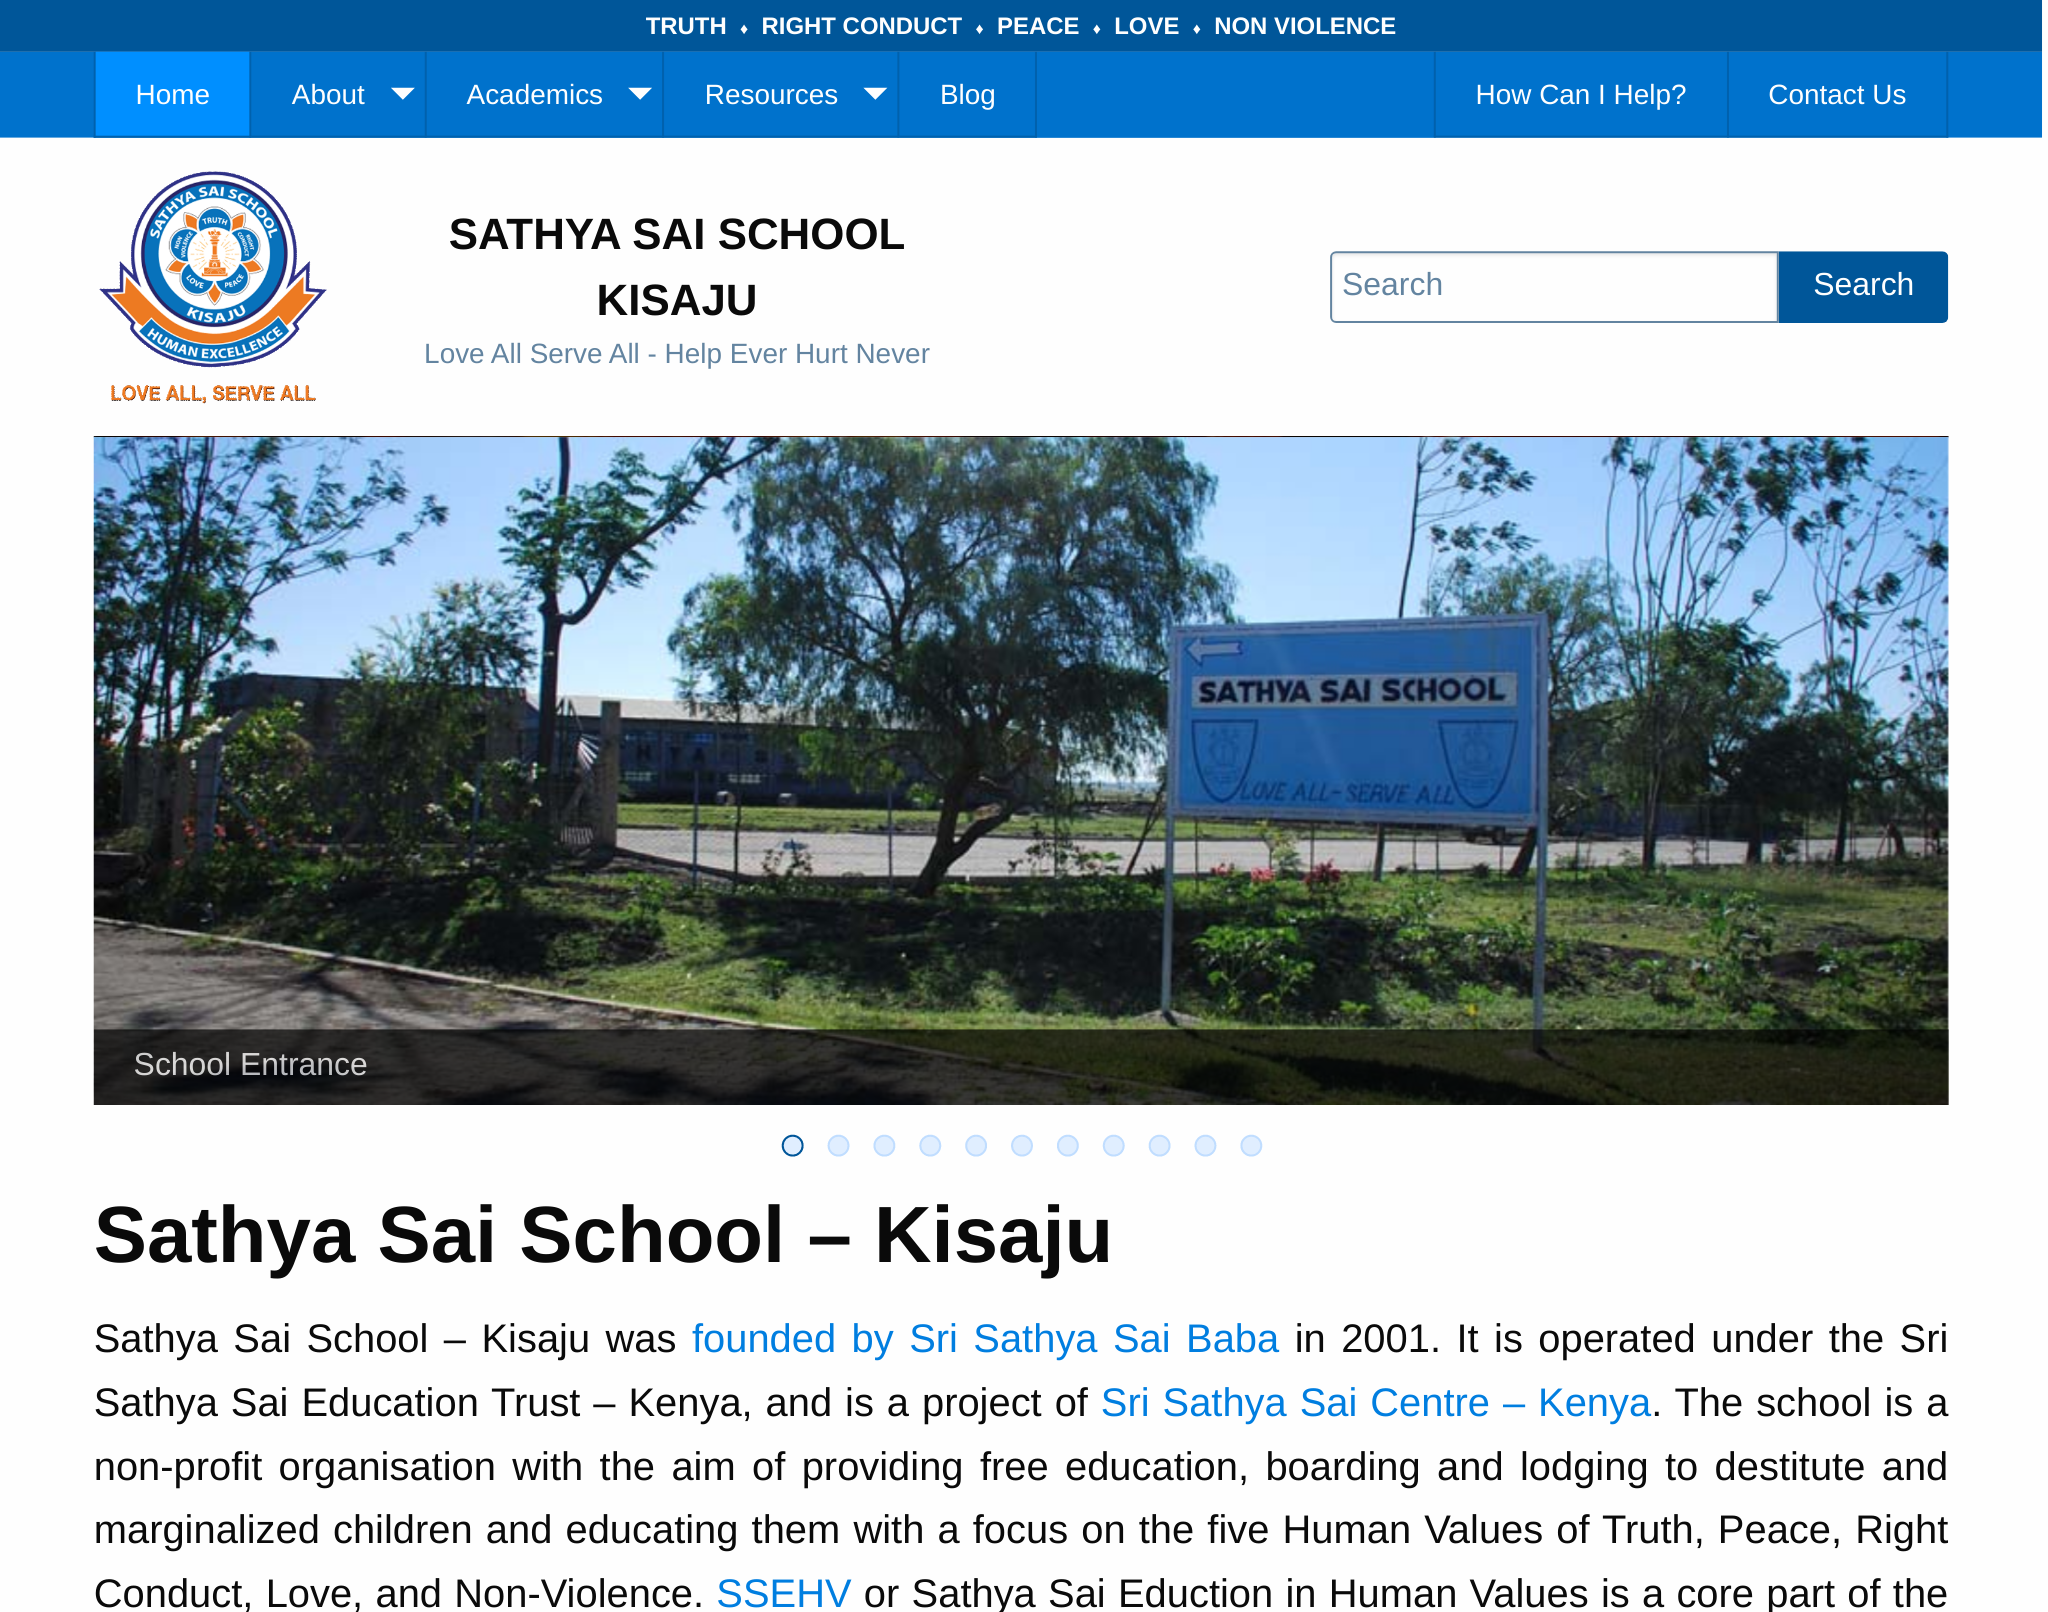 TRUTH ♦ RIGHT CONDUCT ♦ PEACE ♦ LOVE ♦ NON VIOLENCE
Home About Academics Resources Blog How Can I Help? Contact Us
SATHYA SAI SCHOOL
TRUTH
RIGHT CONDUCT
PEACE
LOVE
NON VIOLENCE
KISAJU
HUMAN EXCELLENCE
LOVE ALL, SERVE ALL
SATHYA SAI SCHOOL
KISAJU
Love All Serve All - Help Ever Hurt Never
Search Search
SATHYA SAI SCHOOL
LOVE ALL - SERVE ALL
School Entrance
Sathya Sai School – Kisaju
Sathya Sai School – Kisaju was founded by Sri Sathya Sai Baba in 2001. It is operated under the Sri
Sathya Sai Education Trust – Kenya, and is a project of Sri Sathya Sai Centre – Kenya. The school is a
non-profit organisation with the aim of providing free education, boarding and lodging to destitute and
marginalized children and educating them with a focus on the five Human Values of Truth, Peace, Right
Conduct, Love, and Non-Violence. SSEHV or Sathya Sai Eduction in Human Values is a core part of the